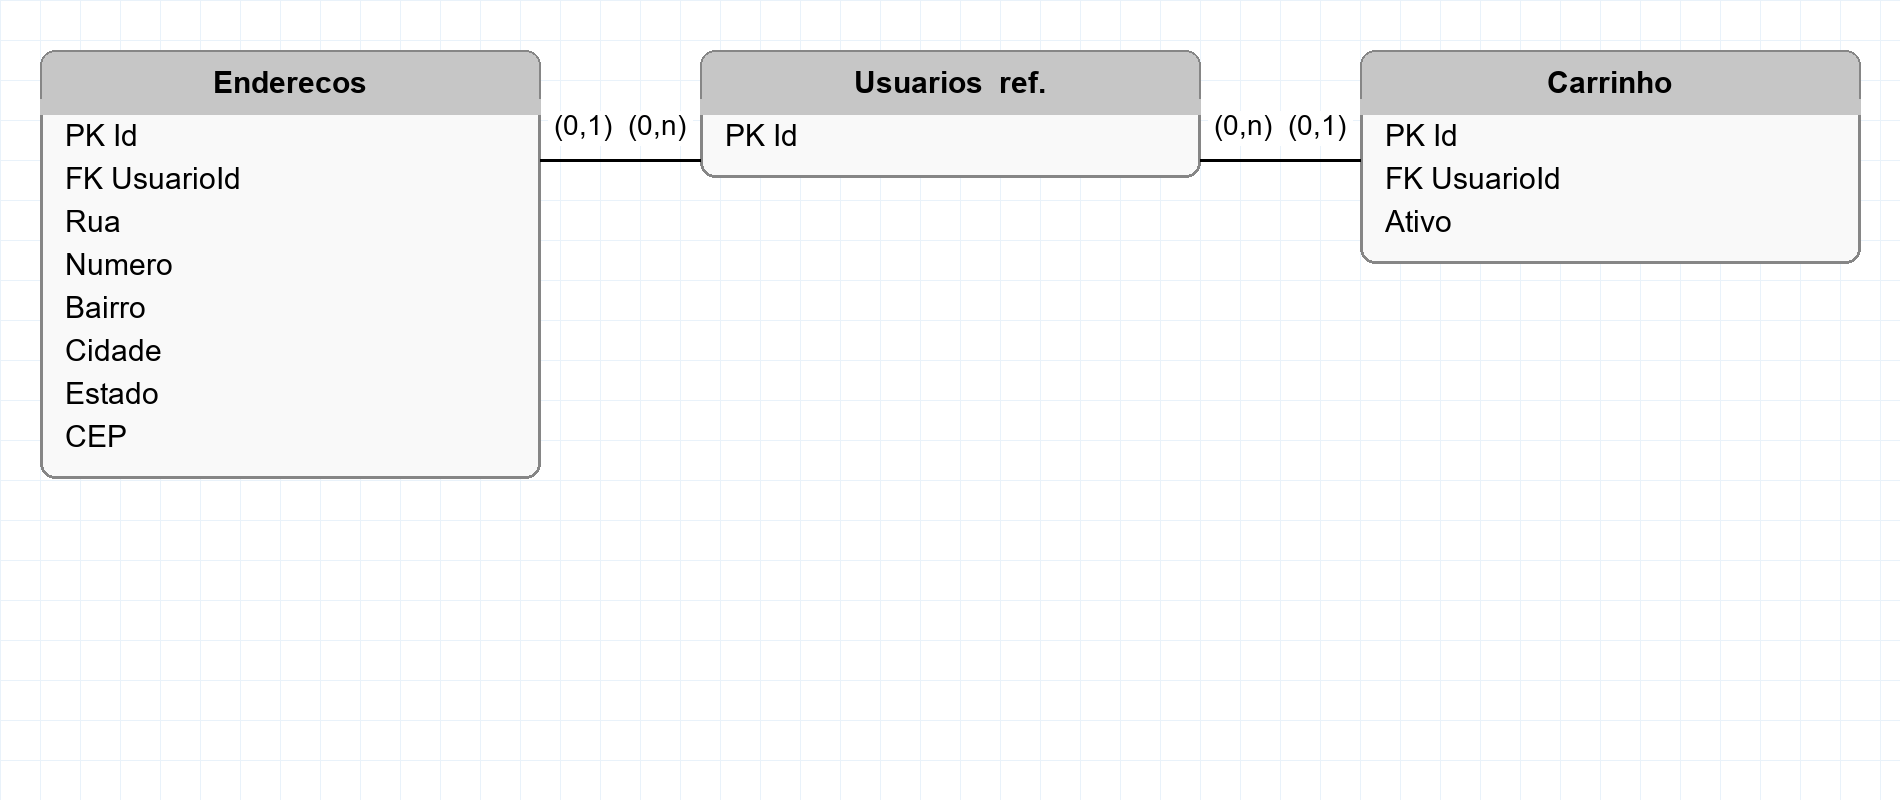 Enderecos
PK Id
FK UsuarioId
Rua
Numero
Bairro
Cidade
Estado
CEP
(0,1) (0,n)
Usuarios ref.
PK Id
(0,n) (0,1)
Carrinho
PK Id
FK UsuarioId
Ativo